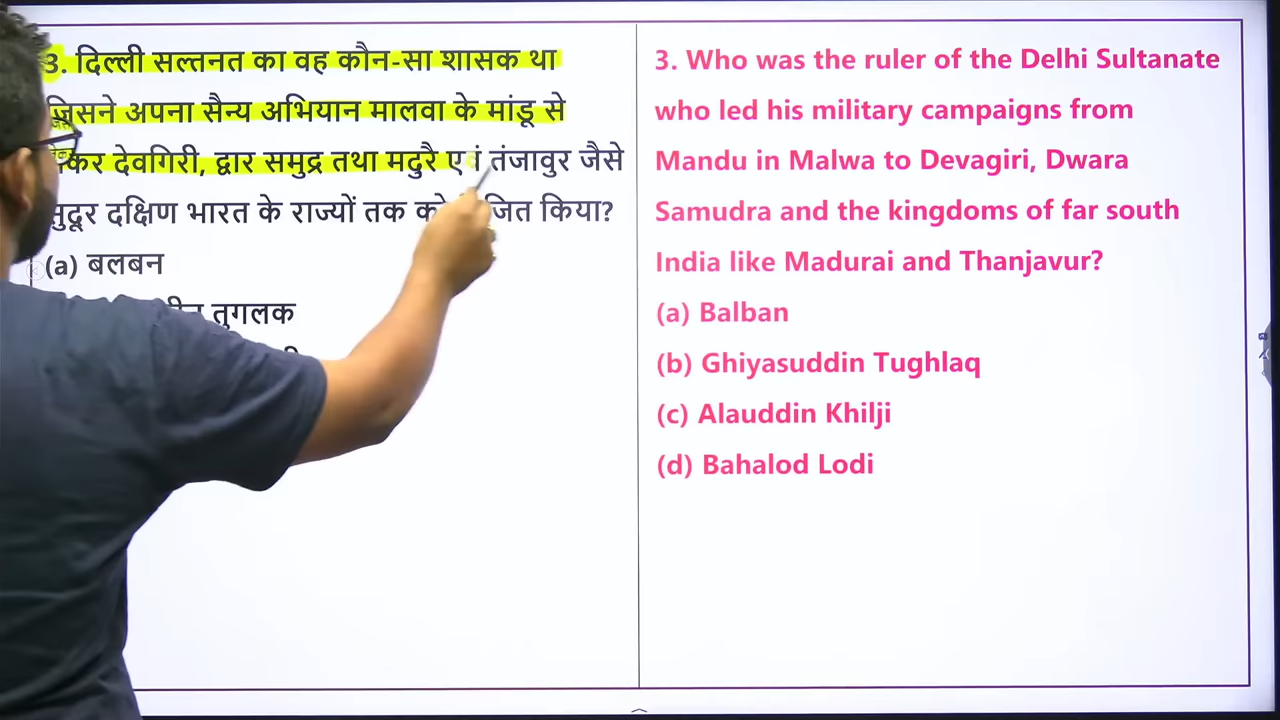 3. दिल्ली सल्तनत का वह कौन-सा शासक था
जिसने अपना सैन्य अभियान मालवा के मांडू से
देवगिरी, द्वार समुद्र तथा मदुरै तंजावुर जैसे
सुदूर दक्षिण भारत के राज्यों तक किया?
(a) बलबन
तुगलक
3. Who was the ruler of the Delhi Sultanate
who led his military campaigns from
Mandu in Malwa to Devagiri, Dwara
Samudra and the kingdoms of far south
India like Madurai and Thanjavur?
(a) Balban
(b) Ghiyasuddin Tughlaq
(c) Alauddin Khilji
(d) Bahalod Lodi